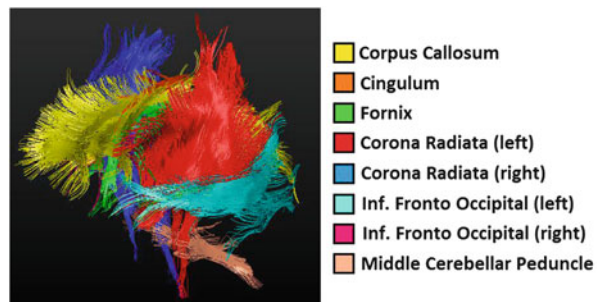 Corpus Callosum
Cingulum
Fornix
Corona Radiata (left)
Corona Radiata (right)
Inf. Fronto Occipital (left)
Inf. Fronto Occipital (right)
Middle Cerebellar Peduncle